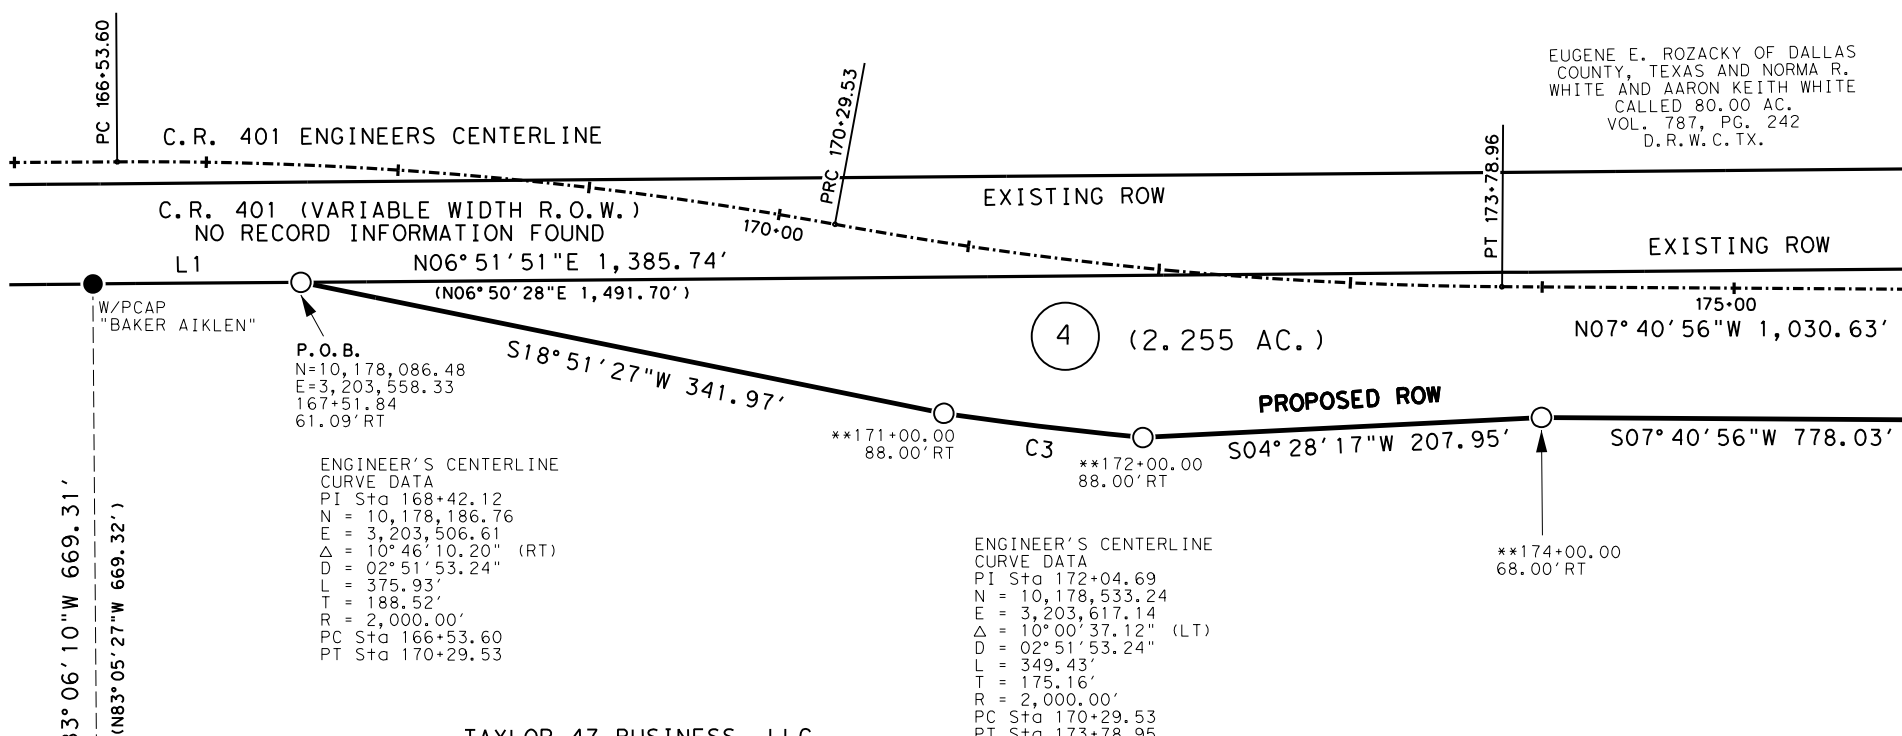 PC 166+53.60
C.R. 401 ENGINEERS CENTERLINE
PRC 170+29.53
EUGENE E. ROZACKY OF DALLAS
COUNTY, TEXAS AND NORMA R.
WHITE AND AARON KEITH WHITE
CALLED 80.00 AC.
VOL. 787, PG. 242
D.R.W.C.TX.
PT 173+78.96
EXISTING ROW
C.R. 401 (VARIABLE WIDTH R.O.W.)
NO RECORD INFORMATION FOUND
170+00
EXISTING ROW
L1
N06°51'51"E 1,385.74'
(N06°50'28"E 1,491.70')
175+00
N07°40'56"W 1,030.63'
W/PCAP
"BAKER AIKLEN"
4
(2.255 AC.)
P.O.B.
N=10,178,086.48
E=3,203,558.33
167+51.84
61.09'RT
S18°51'27"W 341.97'
PROPOSED ROW
**171+00.00
88.00'RT
C3
**172+00.00
88.00'RT
S04°28'17"W 207.95'
S07°40'56"W 778.03'
**174+00.00
68.00'RT
ENGINEER'S CENTERLINE
CURVE DATA
PI Sta 168+42.12
N = 10,178,186.76
E = 3,203,506.61
Δ = 10°46'10.20" (RT)
D = 02°51'53.24"
L = 375.93'
T = 188.52'
R = 2,000.00'
PC Sta 166+53.60
PT Sta 170+29.53
ENGINEER'S CENTERLINE
CURVE DATA
PI Sta 172+04.69
N = 10,178,533.24
E = 3,203,617.14
Δ = 10°00'37.12" (LT)
D = 02°51'53.24"
L = 349.43'
T = 175.16'
R = 2,000.00'
PC Sta 170+29.53
PT Sta 173+78.95
3°06'10"W 669.31'
(N83°05'27"W 669.32')
TAYLOR 47 BUSINESS, LLC